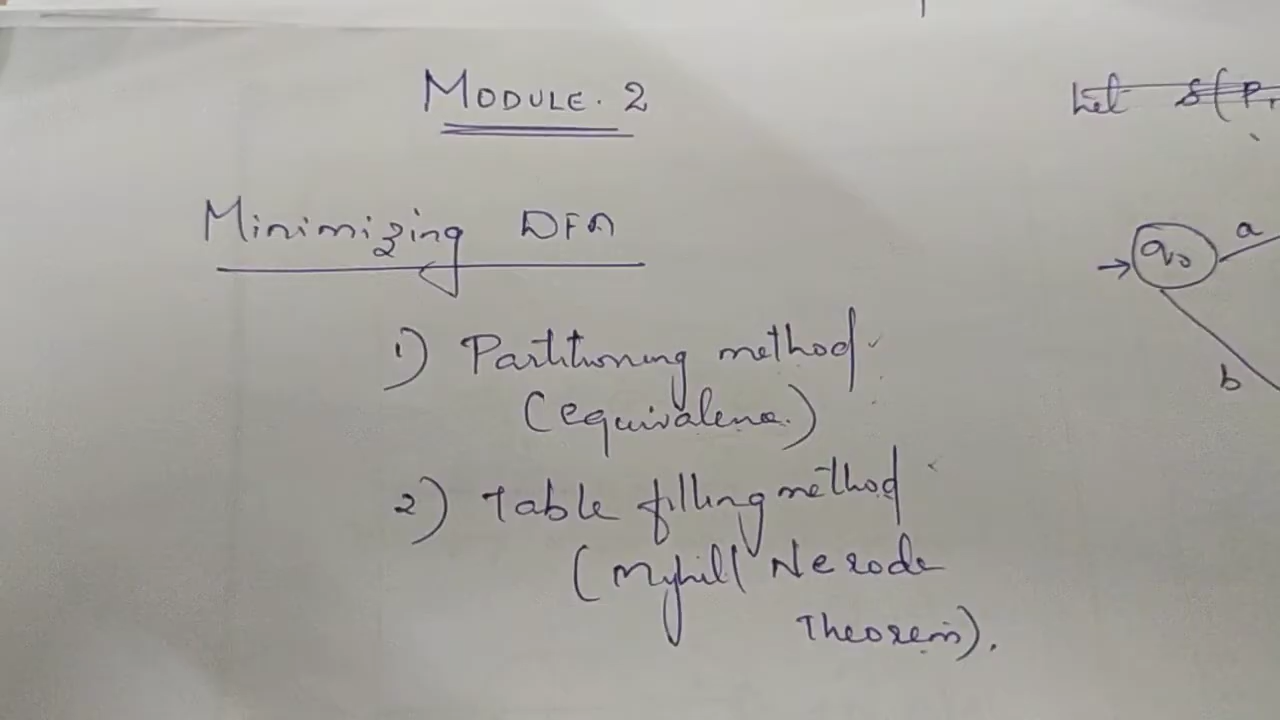 MODULE. 2
Minimizing DFA
1) Partitioning method.
(equivalence.)
2) Table filling method
(Myhill Nerode
Theorem).
Let δ(P,
q0
a
b